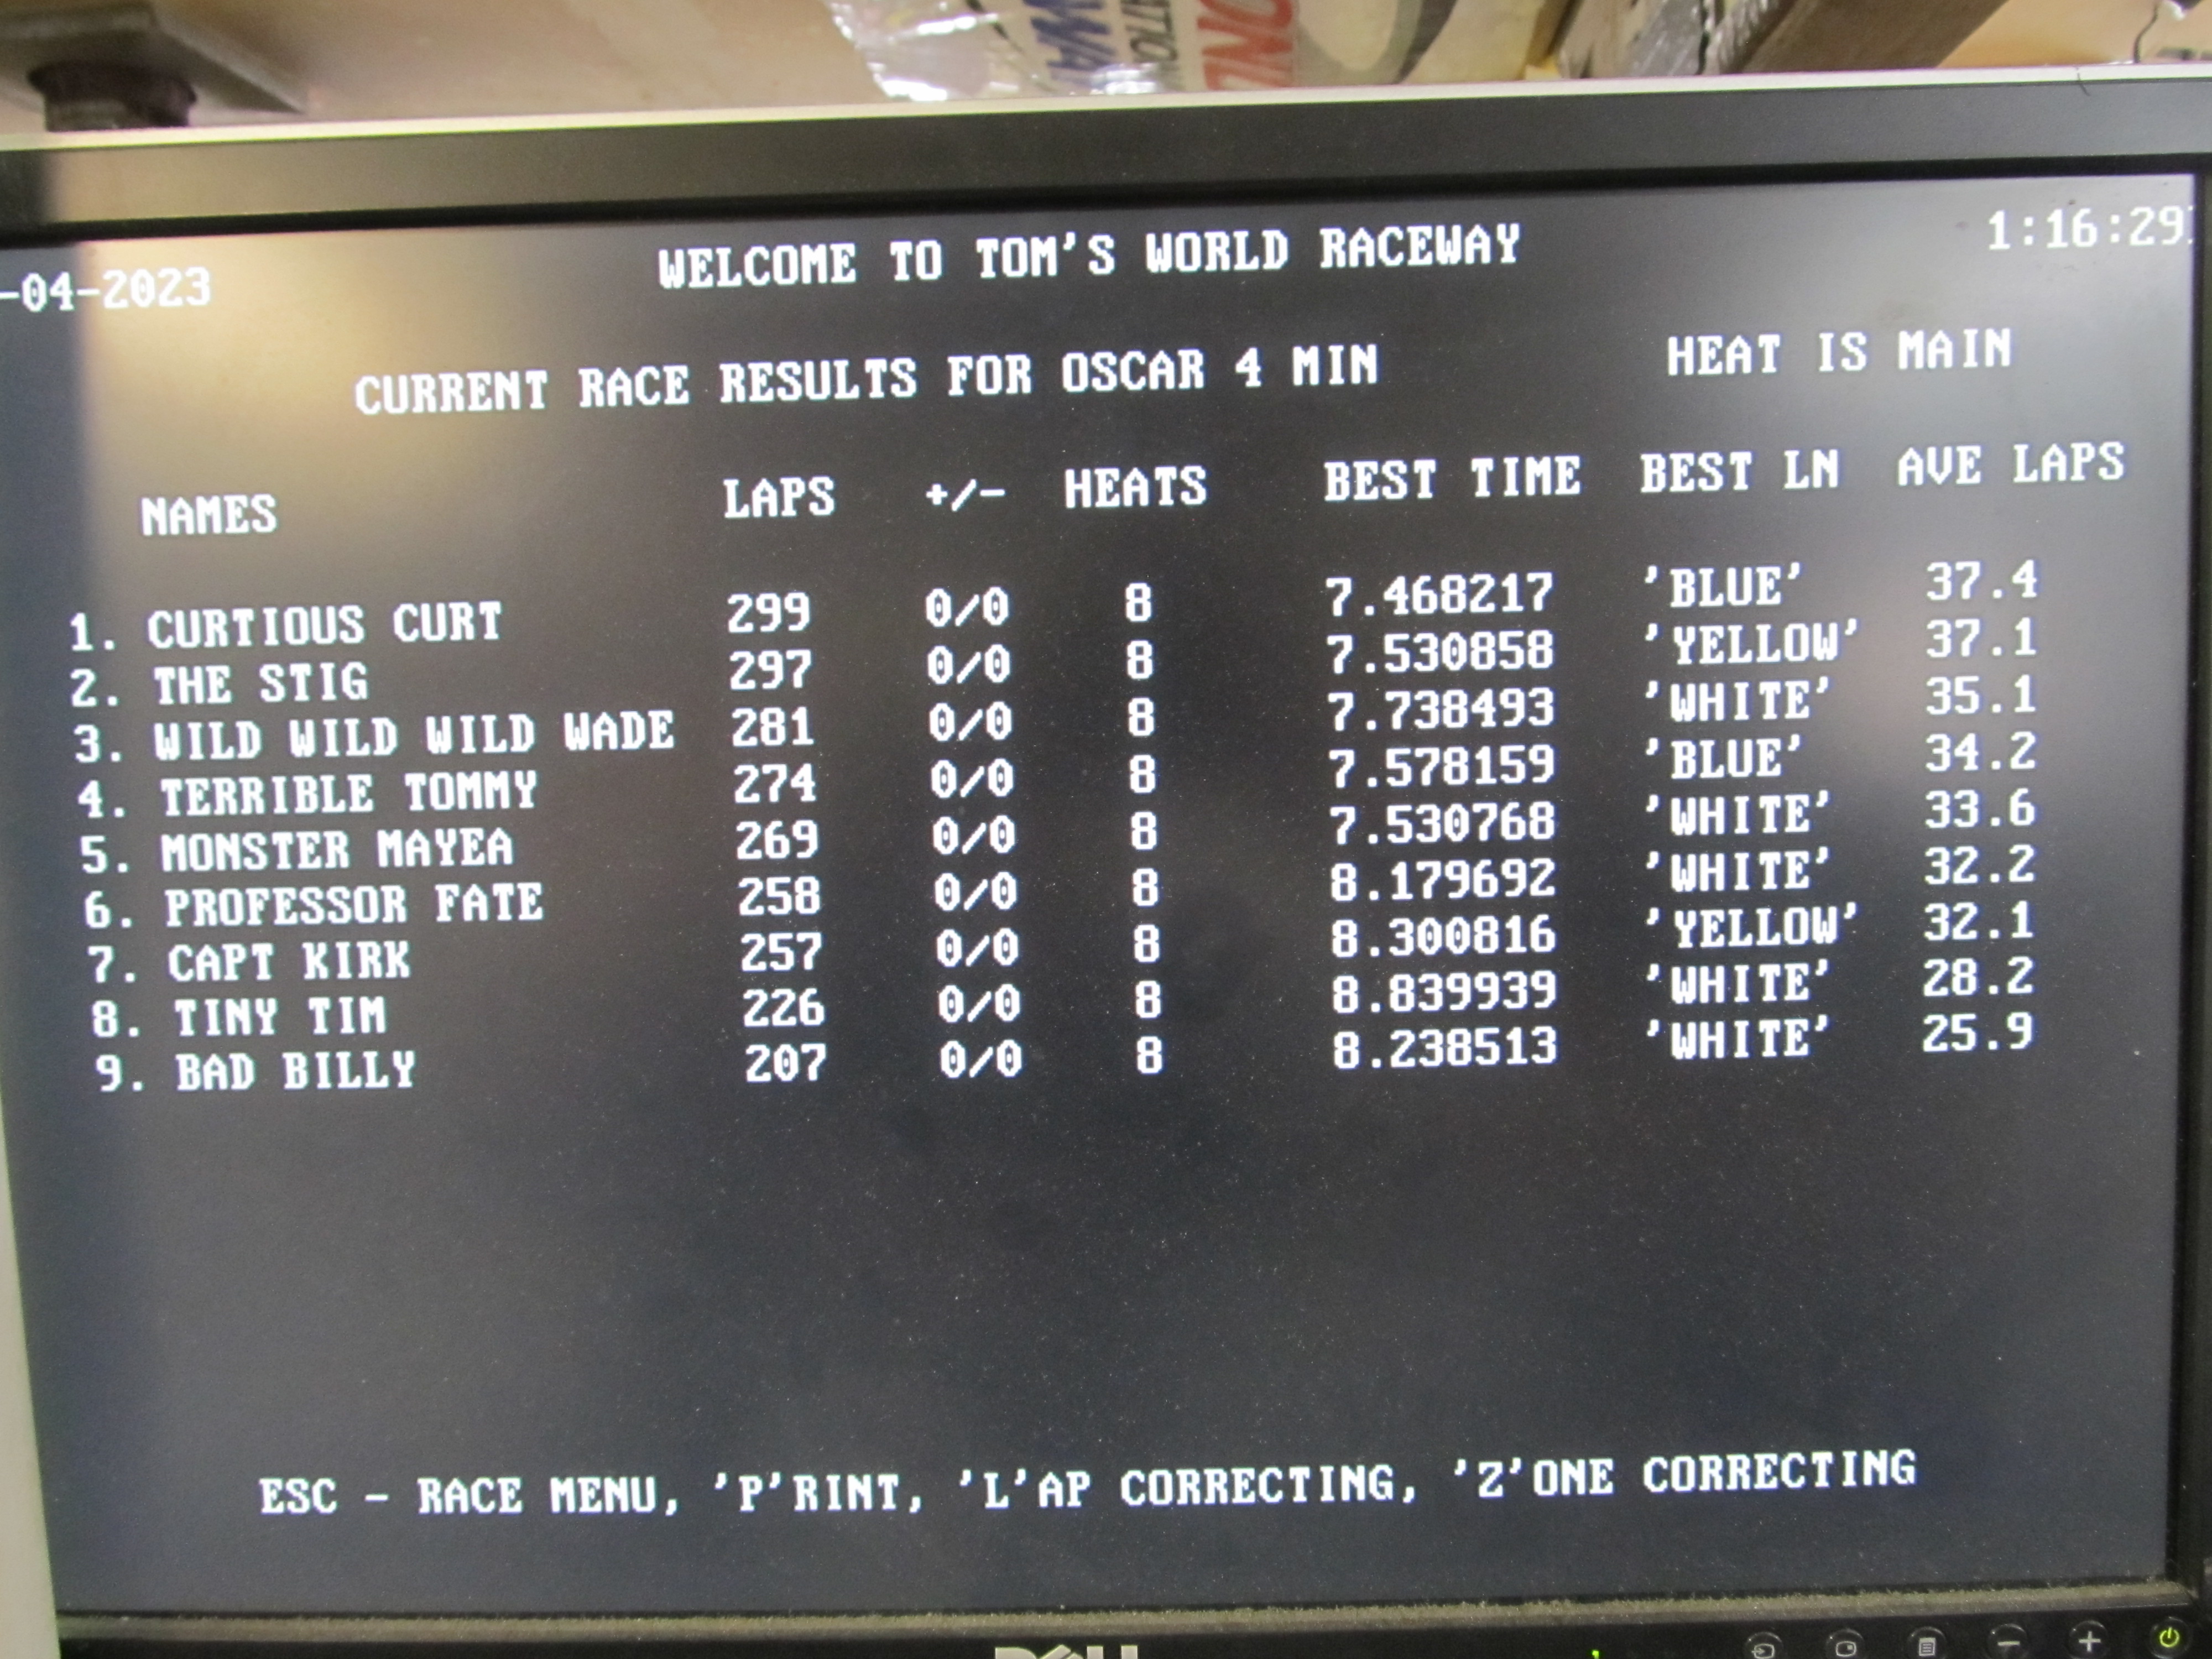 -04-2023 WELCOME TO TOM'S WORLD RACEWAY 1:16:29
CURRENT RACE RESULTS FOR OSCAR 4 MIN HEAT IS MAIN
NAMES LAPS +/- HEATS BEST TIME BEST LN AVE LAPS
1. CURTIOUS CURT 299 0/0 8 7.468217 'BLUE' 37.4
2. THE STIG 297 0/0 8 7.530858 'YELLOW' 37.1
3. WILD WILD WILD WADE 281 0/0 8 7.738493 'WHITE' 35.1
4. TERRIBLE TOMMY 274 0/0 8 7.578159 'BLUE' 34.2
5. MONSTER MAYEA 269 0/0 8 7.530768 'WHITE' 33.6
6. PROFESSOR FATE 258 0/0 8 8.179692 'WHITE' 32.2
7. CAPT KIRK 257 0/0 8 8.300816 'YELLOW' 32.1
8. TINY TIM 226 0/0 8 8.839939 'WHITE' 28.2
9. BAD BILLY 207 0/0 8 8.238513 'WHITE' 25.9
ESC - RACE MENU, 'P'RINT, 'L'AP CORRECTING, 'Z'ONE CORRECTING
DELL